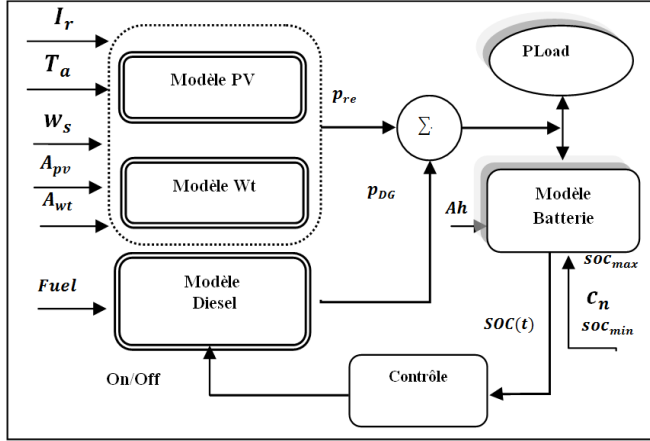 I_r
T_a
W_s
A_pv
A_wt
Fuel
Modèle PV
Modèle Wt
Modèle
Diesel
p_re
p_DG
Σ.
PLoad
Ah
Modèle
Batterie
soc_max
C_n
soc_min
SOC(t)
Contrôle
On/Off